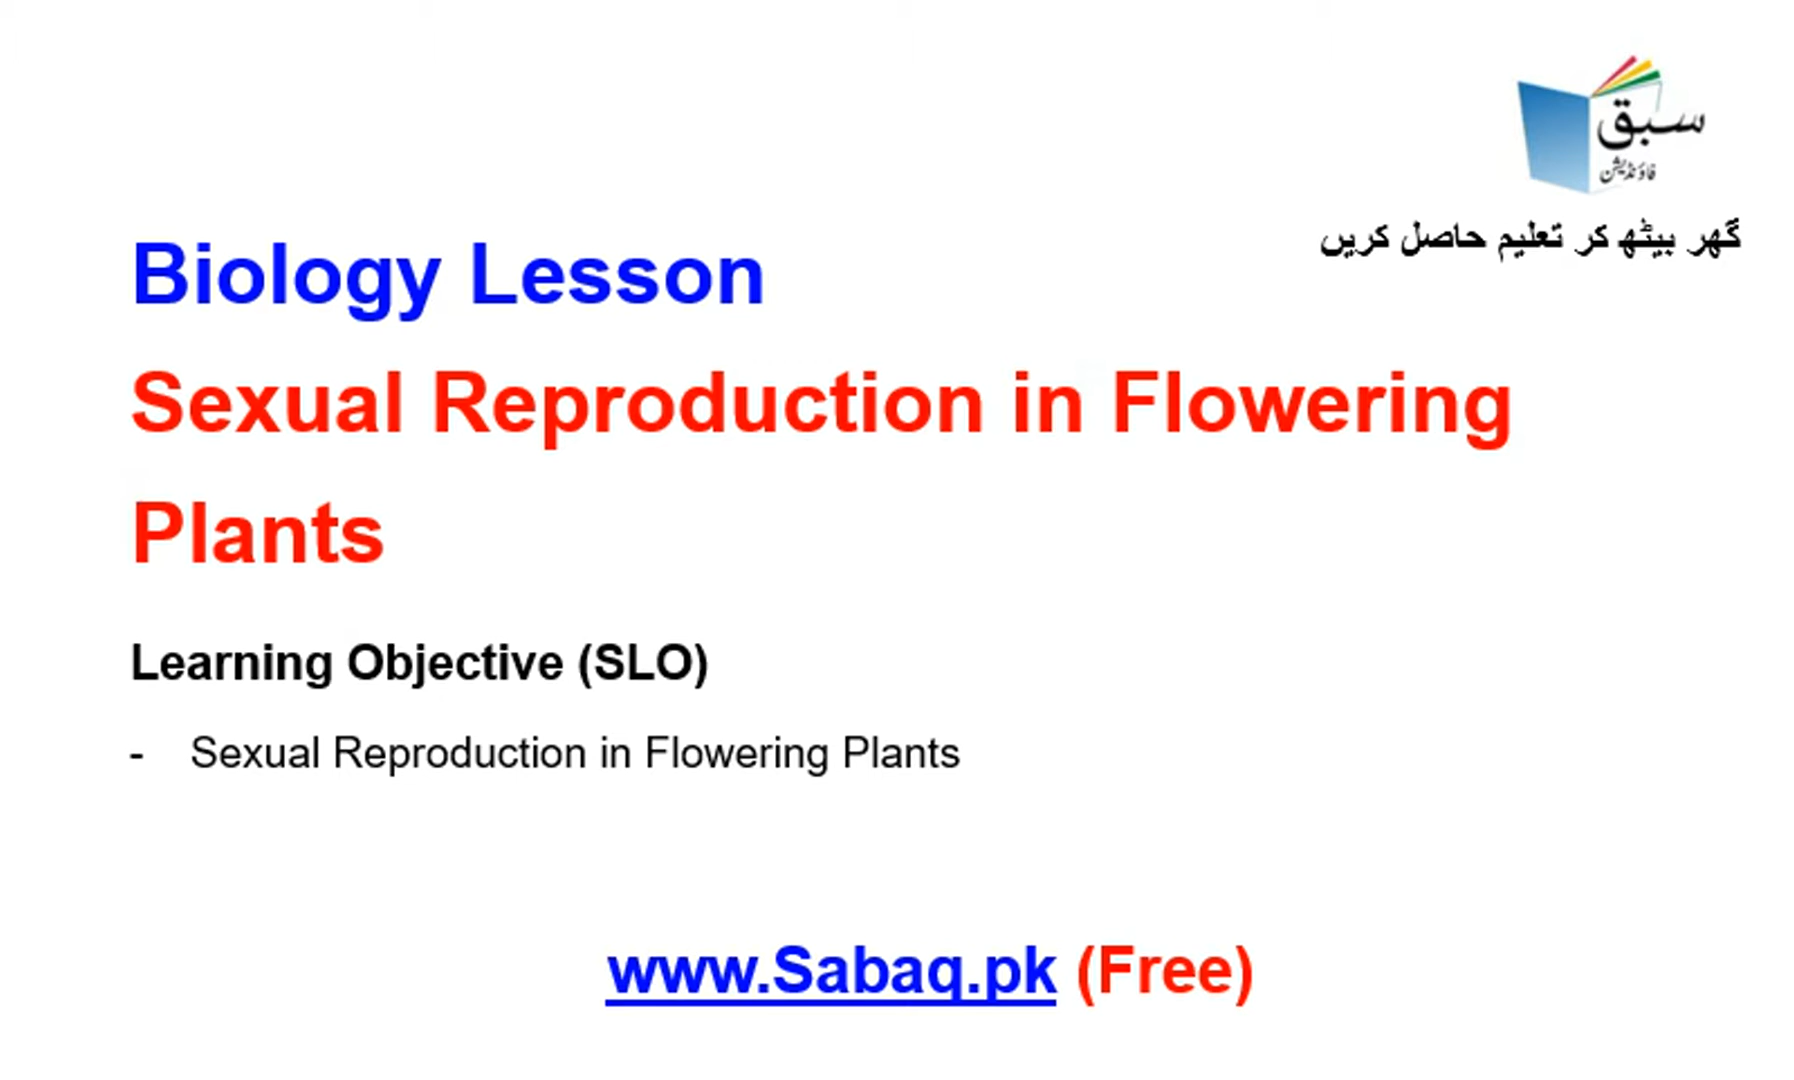 سبق
فاؤنڈیشن
گھر بیٹھ کر تعلیم حاصل کریں
Biology Lesson
Sexual Reproduction in Flowering
Plants
Learning Objective (SLO)
- Sexual Reproduction in Flowering Plants
www.Sabaq.pk (Free)